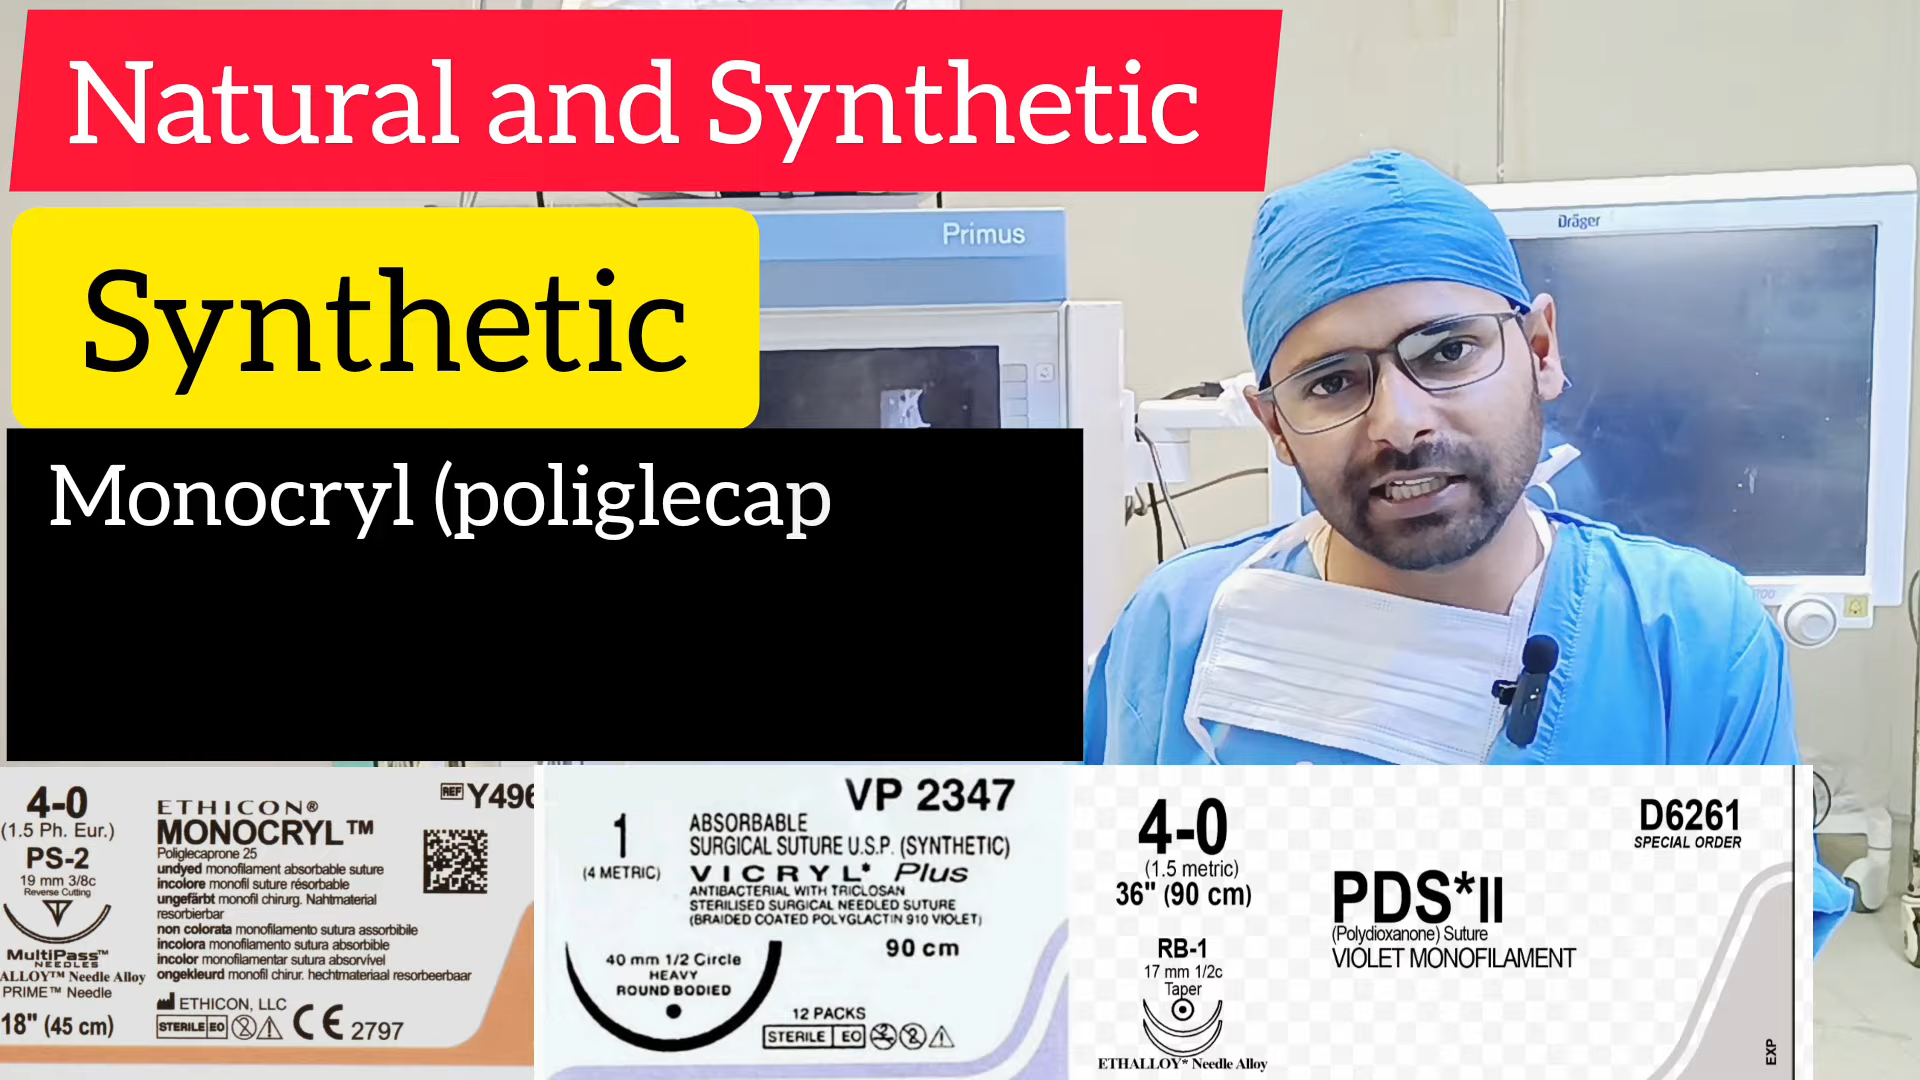 Natural and Synthetic
Synthetic
Monocryl (poliglecap
Primus
Dräger
4-0
(1.5 Ph. Eur.)
PS-2
19 mm 3/8c
Reverse Cutting
MultiPass™
NEEDLES
ALLOY™ Needle Alloy
PRIME™ Needle
18" (45 cm)
REF Y496
ETHICON®
MONOCRYL™
Poliglecaprone 25
undyed monofilament absorbable suture
incolore monofil suture résorbable
ungefärbt monofil chirurg. Nahtmaterial
resorbierbar
non colorata monofilamento sutura assorbibile
incolora monofilamento sutura absorbible
incolor monofilamentar sutura absorvível
ongekleurd monofil chirur. hechtmateriaal resorbeerbaar
ETHICON, LLC
STERILE EO
CE 2797
VP 2347
1
(4 METRIC)
ABSORBABLE
SURGICAL SUTURE U.S.P. (SYNTHETIC)
VICRYL* Plus
ANTIBACTERIAL WITH TRICLOSAN
STERILISED SURGICAL NEEDLED SUTURE
(BRAIDED COATED POLYGLACTIN 910 VIOLET)
90 cm
40 mm 1/2 Circle
HEAVY
ROUND BODIED
12 PACKS
STERILE EO
4-0
(1.5 metric)
36" (90 cm)
RB-1
17 mm 1/2c
Taper
ETHALLOY* Needle Alloy
D6261
SPECIAL ORDER
PDS*II
(Polydioxanone) Suture
VIOLET MONOFILAMENT
EXP